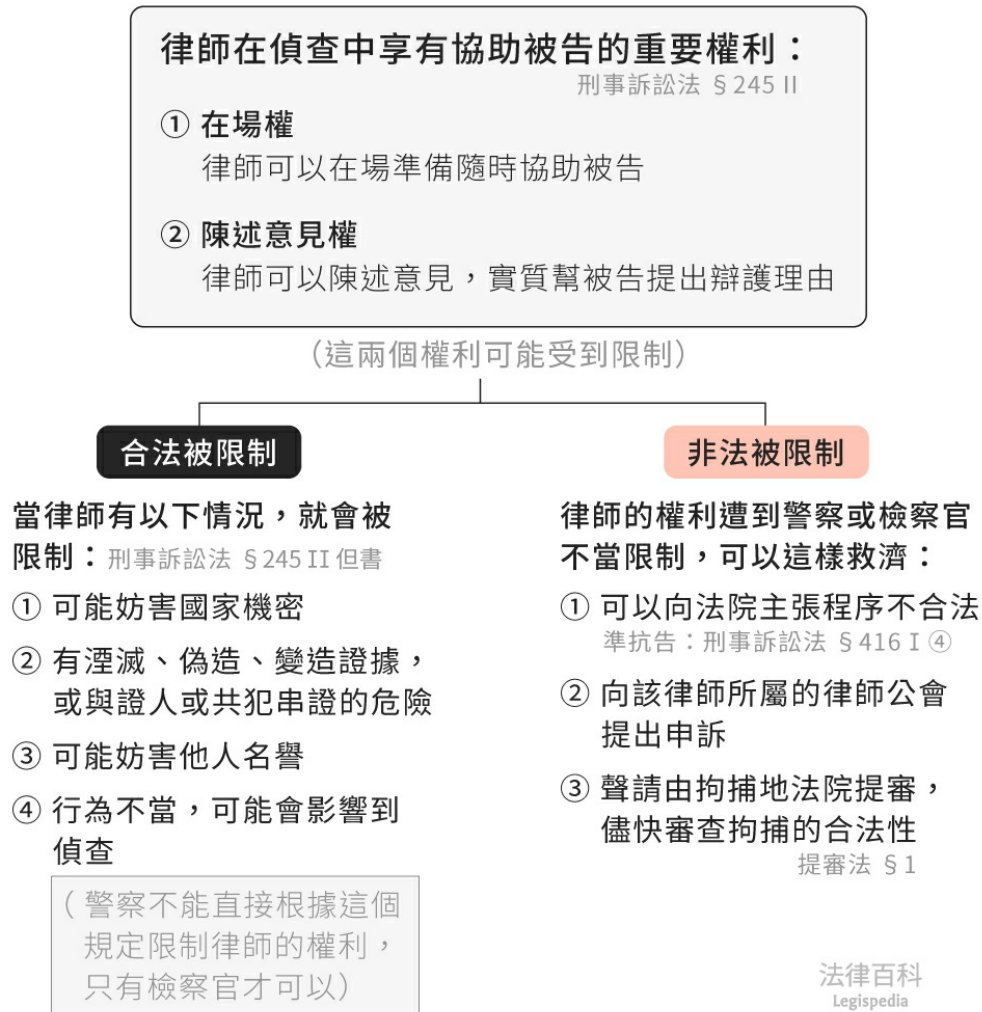 律師在偵查中享有協助被告的重要權利：
刑事訴訟法 §245 II
① 在場權
律師可以在場準備隨時協助被告
② 陳述意見權
律師可以陳述意見，實質幫被告提出辯護理由
（這兩個權利可能受到限制）
合法被限制
當律師有以下情況，就會被
限制：刑事訴訟法 §245 II 但書
① 可能妨害國家機密
② 有湮滅、偽造、變造證據，
或與證人或共犯串證的危險
③ 可能妨害他人名譽
④ 行為不當，可能會影響到
偵查
（警察不能直接根據這個
規定限制律師的權利，
只有檢察官才可以）
非法被限制
律師的權利遭到警察或檢察官
不當限制，可以這樣救濟：
① 可以向法院主張程序不合法
準抗告：刑事訴訟法 §416 I ④
② 向該律師所屬的律師公會
提出申訴
③ 聲請由拘捕地法院提審，
儘快審查拘捕的合法性
提審法 §1
法律百科
Legispedia